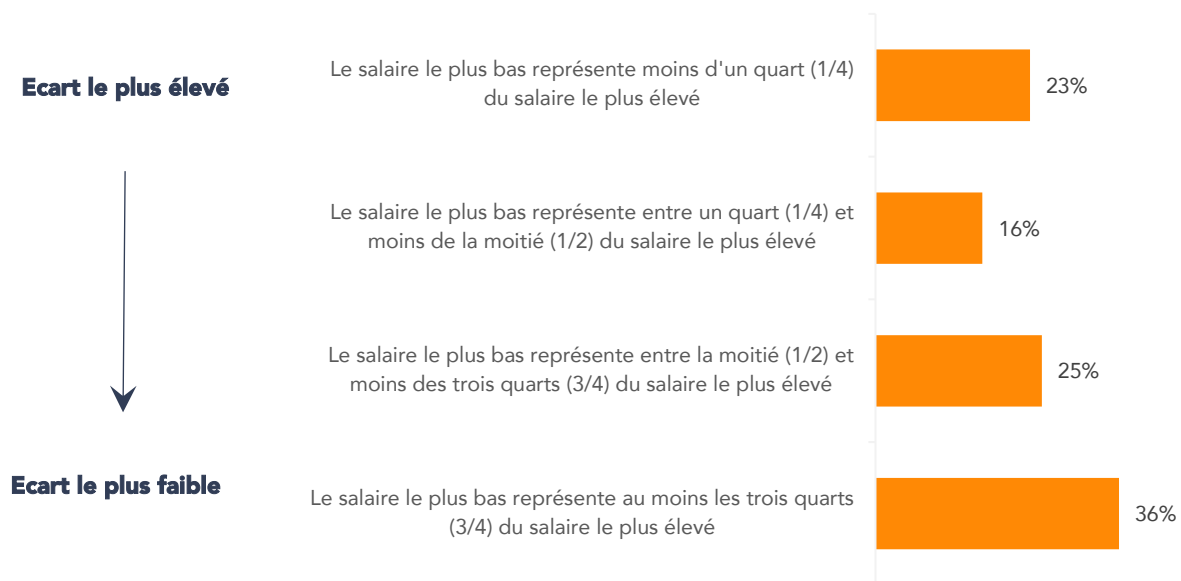 Ecart le plus élevé
Le salaire le plus bas représente moins d'un quart (1/4)
du salaire le plus élevé
23%
Le salaire le plus bas représente entre un quart (1/4) et
moins de la moitié (1/2) du salaire le plus élevé
16%
Le salaire le plus bas représente entre la moitié (1/2) et
moins des trois quarts (3/4) du salaire le plus élevé
25%
Ecart le plus faible
Le salaire le plus bas représente au moins les trois quarts
(3/4) du salaire le plus élevé
36%